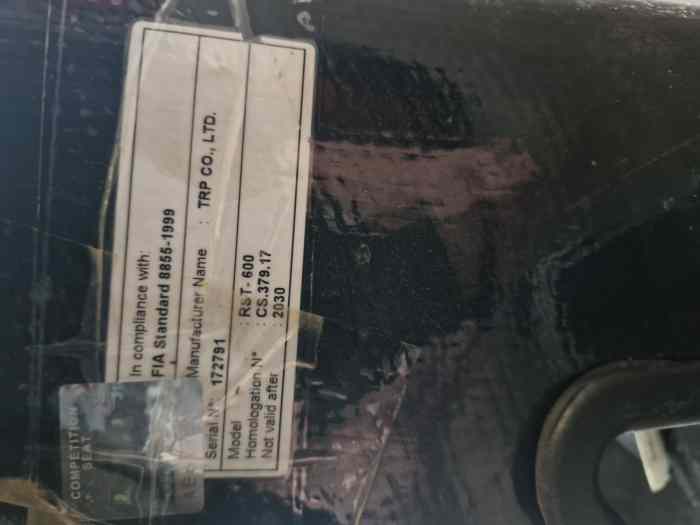 In compliance with:
FIA Standard 8855-1999
Manufacturer Name : TRP CO., LTD.
Serial N° 172791
Model : RST- 600
Homologation N° : CS.379.17
Not valid after : 2030
COMPETITION
SEAT